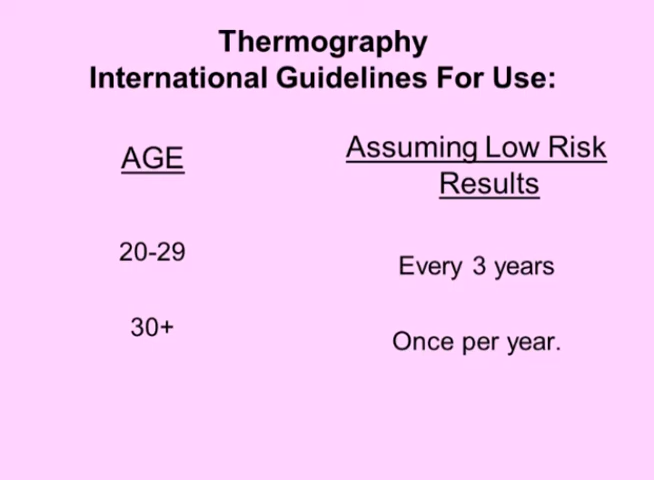 Thermography
International Guidelines For Use:
AGE
Assuming Low Risk
Results
20-29
Every 3 years
30+
Once per year.